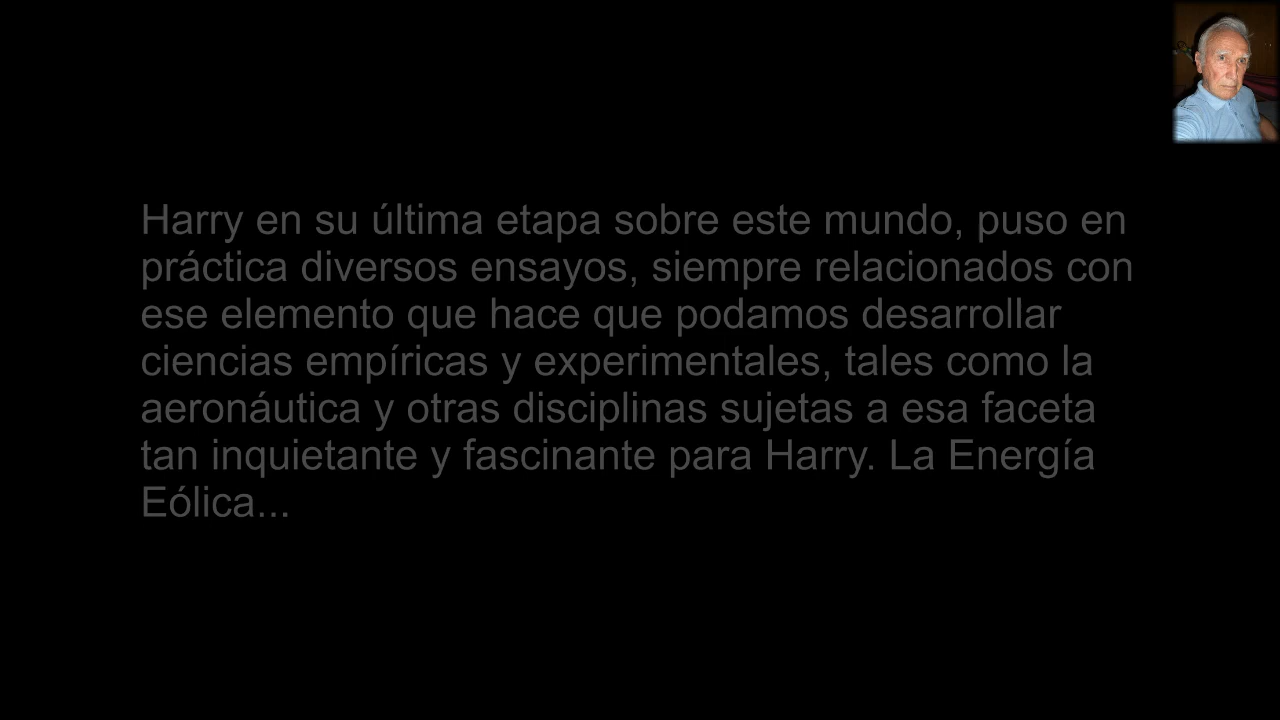 Harry en su última etapa sobre este mundo, puso en
práctica diversos ensayos, siempre relacionados con
ese elemento que hace que podamos desarrollar
ciencias empíricas y experimentales, tales como la
aeronáutica y otras disciplinas sujetas a esa faceta
tan inquietante y fascinante para Harry. La Energía
Eólica...